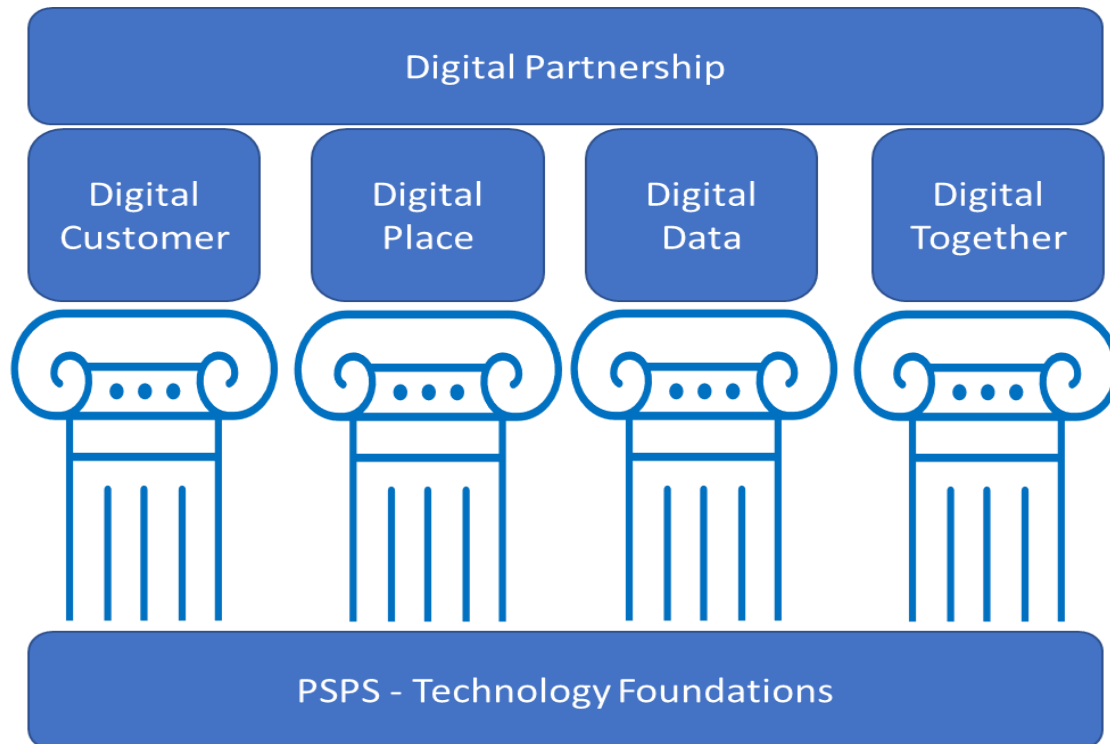 Digital Partnership
Digital
Customer
Digital
Place
Digital
Data
Digital
Together
PSPS - Technology Foundations